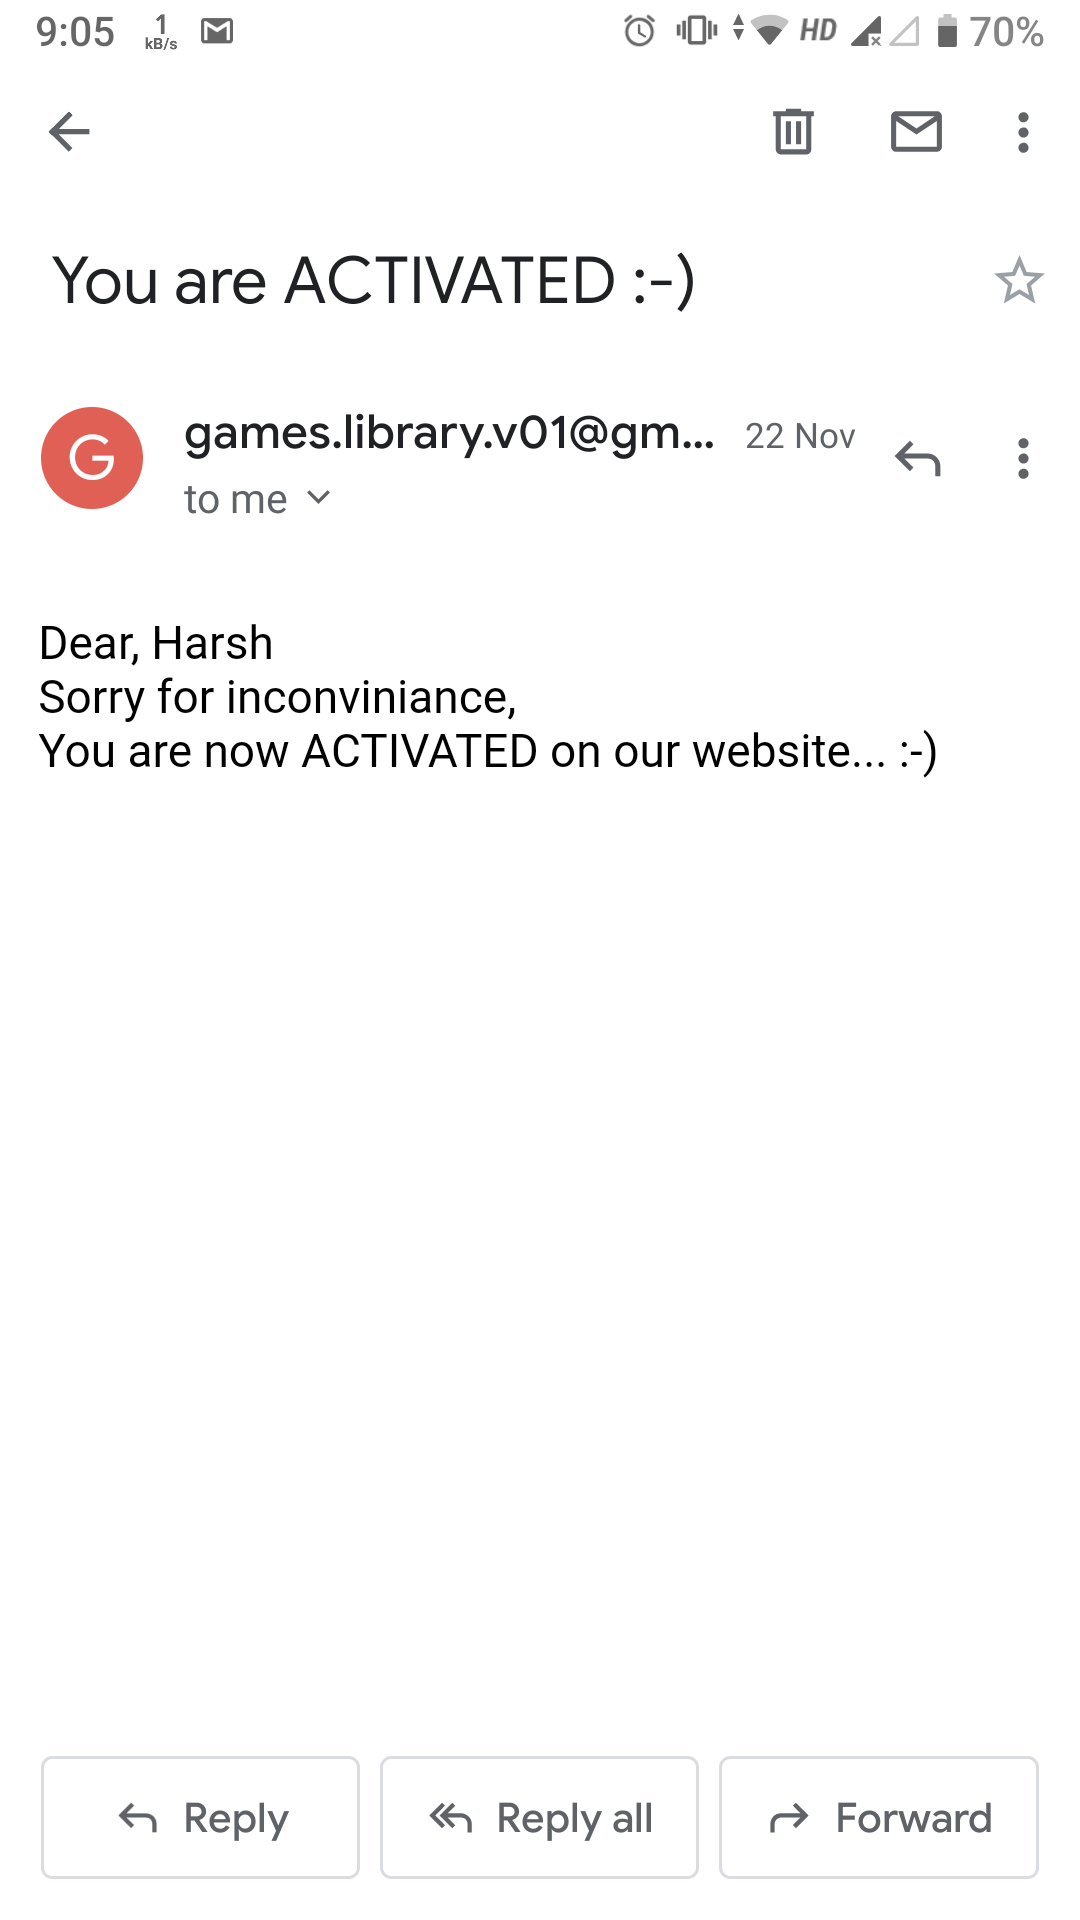 9:05 1 kB/s HD 70%
You are ACTIVATED :-)
G games.library.v01@gm... 22 Nov
to me
Dear, Harsh
Sorry for inconviniance,
You are now ACTIVATED on our website... :-)
Reply Reply all Forward